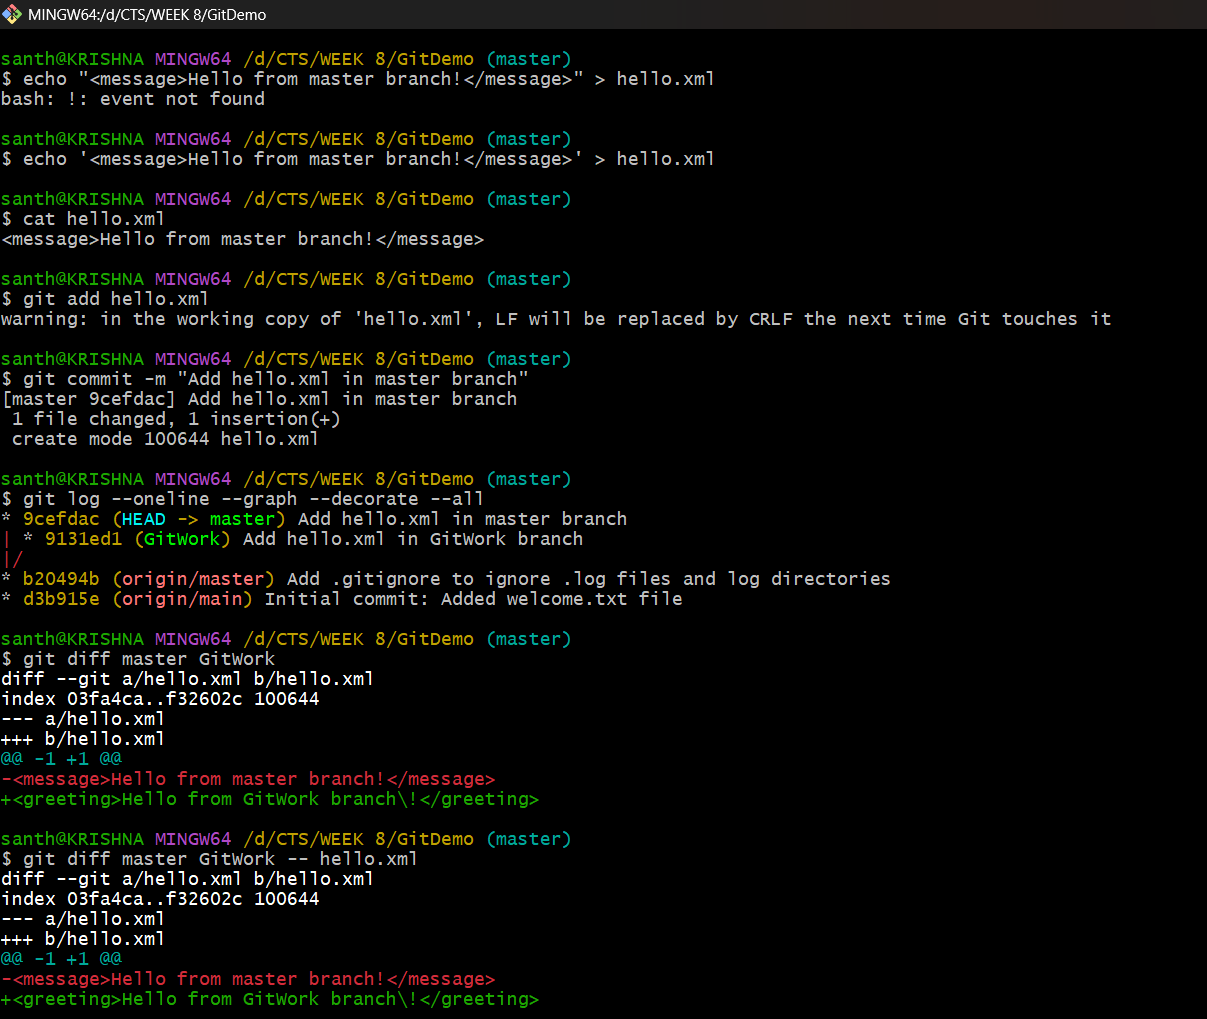 MINGW64:/d/CTS/WEEK 8/GitDemo
santh@KRISHNA MINGW64 /d/CTS/WEEK 8/GitDemo (master)
$ echo "<message>Hello from master branch!</message>" > hello.xml
bash: !: event not found
santh@KRISHNA MINGW64 /d/CTS/WEEK 8/GitDemo (master)
$ echo '<message>Hello from master branch!</message>' > hello.xml
santh@KRISHNA MINGW64 /d/CTS/WEEK 8/GitDemo (master)
$ cat hello.xml
<message>Hello from master branch!</message>
santh@KRISHNA MINGW64 /d/CTS/WEEK 8/GitDemo (master)
$ git add hello.xml
warning: in the working copy of 'hello.xml', LF will be replaced by CRLF the next time Git touches it
santh@KRISHNA MINGW64 /d/CTS/WEEK 8/GitDemo (master)
$ git commit -m "Add hello.xml in master branch"
[master 9cefdac] Add hello.xml in master branch
 1 file changed, 1 insertion(+)
 create mode 100644 hello.xml
santh@KRISHNA MINGW64 /d/CTS/WEEK 8/GitDemo (master)
$ git log --oneline --graph --decorate --all
* 9cefdac (HEAD -> master) Add hello.xml in master branch
| * 9131ed1 (GitWork) Add hello.xml in GitWork branch
|/
* b20494b (origin/master) Add .gitignore to ignore .log files and log directories
* d3b915e (origin/main) Initial commit: Added welcome.txt file
santh@KRISHNA MINGW64 /d/CTS/WEEK 8/GitDemo (master)
$ git diff master GitWork
diff --git a/hello.xml b/hello.xml
index 03fa4ca..f32602c 100644
--- a/hello.xml
+++ b/hello.xml
@@ -1 +1 @@
-<message>Hello from master branch!</message>
+<greeting>Hello from GitWork branch\!</greeting>
santh@KRISHNA MINGW64 /d/CTS/WEEK 8/GitDemo (master)
$ git diff master GitWork -- hello.xml
diff --git a/hello.xml b/hello.xml
index 03fa4ca..f32602c 100644
--- a/hello.xml
+++ b/hello.xml
@@ -1 +1 @@
-<message>Hello from master branch!</message>
+<greeting>Hello from GitWork branch\!</greeting>